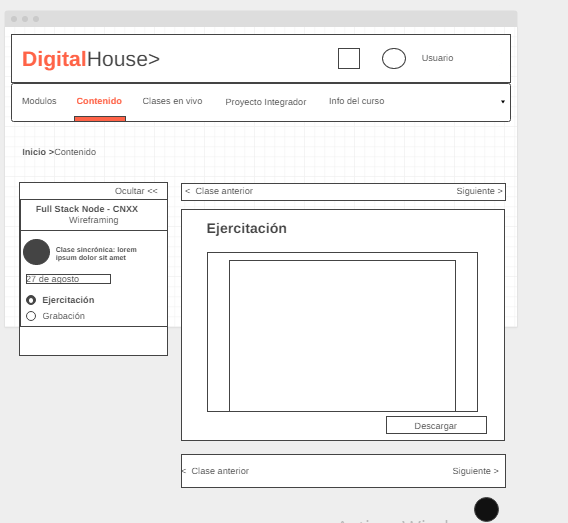 DigitalHouse>
Usuario
Modulos Contenido Clases en vivo Proyecto Integrador Info del curso
Inicio >Contenido
Ocultar <<
< Clase anterior Siguiente >
Full Stack Node - CNXX
Wireframing
Ejercitación
Clase sincrónica: lorem
ipsum dolor sit amet
27 de agosto
Ejercitación
Grabación
Descargar
< Clase anterior Siguiente >